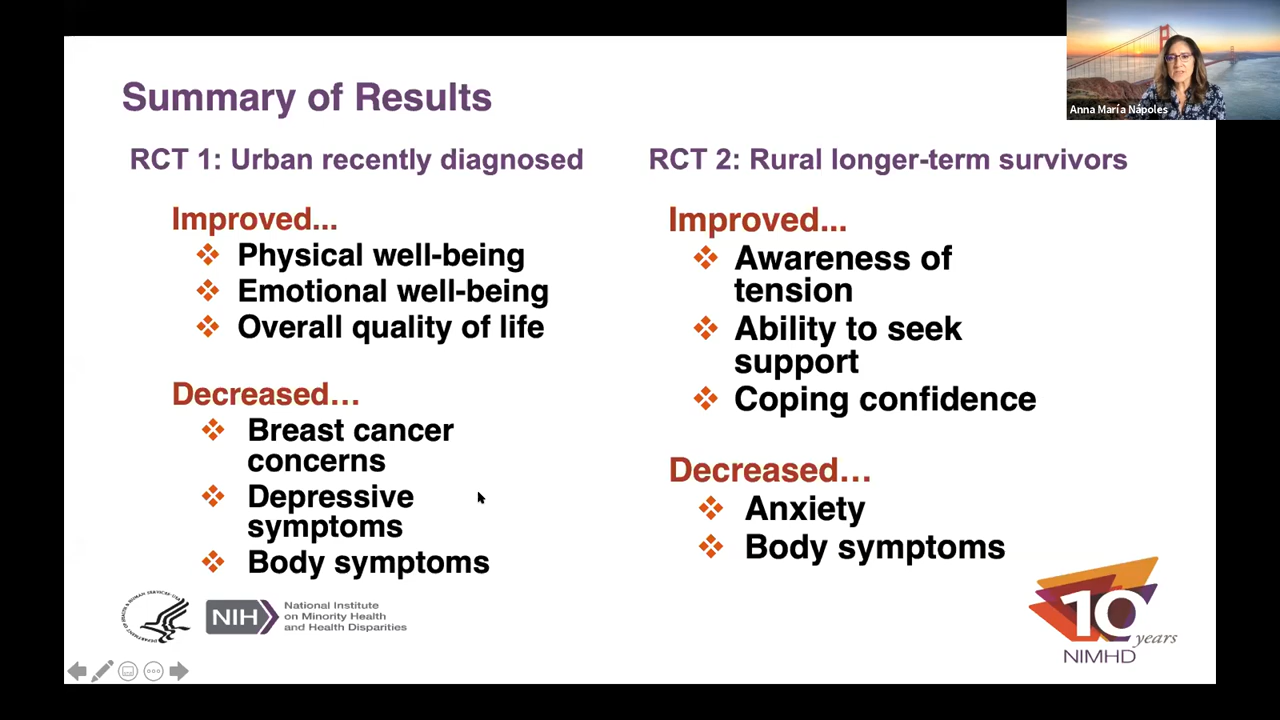 Summary of Results
Anna María Nápoles
RCT 1: Urban recently diagnosed
Improved...
Physical well-being
Emotional well-being
Overall quality of life
Decreased…
Breast cancer
concerns
Depressive
symptoms
Body symptoms
RCT 2: Rural longer-term survivors
Improved...
Awareness of
tension
Ability to seek
support
Coping confidence
Decreased…
Anxiety
Body symptoms
NIH
National Institute
on Minority Health
and Health Disparities
10
years
NIMHD